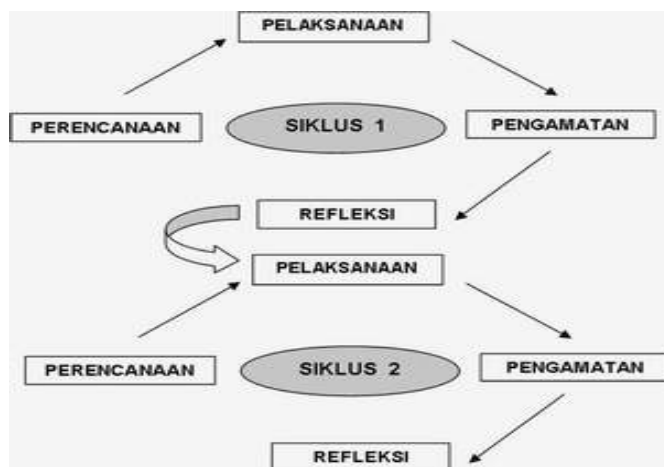 PELAKSANAAN
PERENCANAAN
SIKLUS 1
PENGAMATAN
REFLEKSI
PELAKSANAAN
PERENCANAAN
SIKLUS 2
PENGAMATAN
REFLEKSI